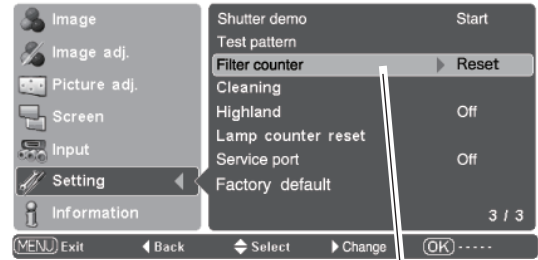 Image
Image adj.
Picture adj.
Screen
Input
Setting
Information
Shutter demo Start
Test pattern
Filter counter Reset
Cleaning
Highland Off
Lamp counter reset
Service port Off
Factory default
3 / 3
MENU Exit Back Select Change OK -----